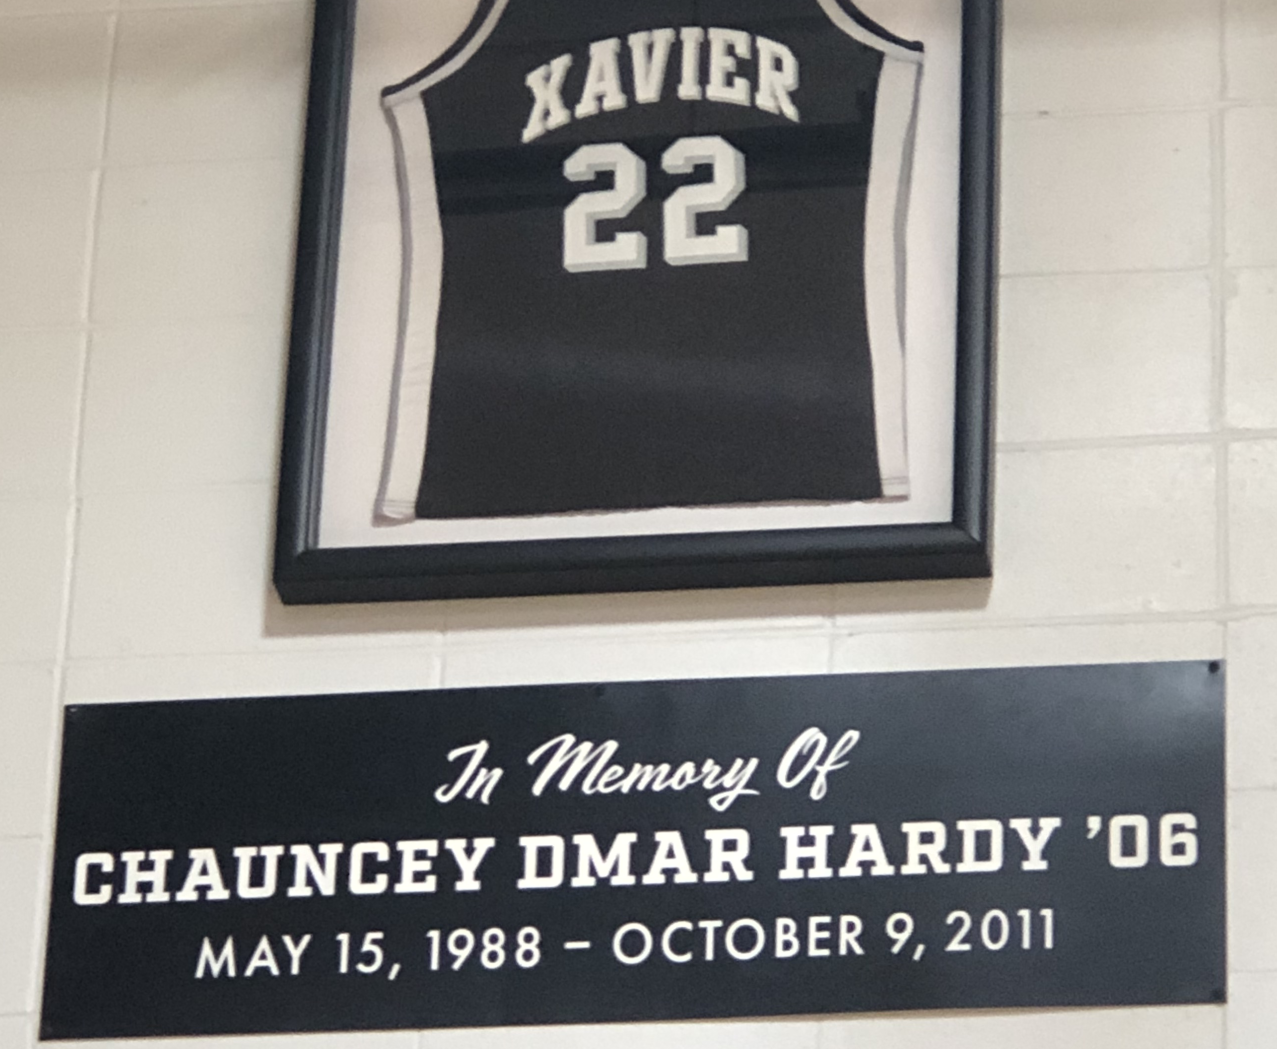 XAVIER
22
In Memory Of
CHAUNCEY DMAR HARDY '06
MAY 15, 1988 – OCTOBER 9, 2011